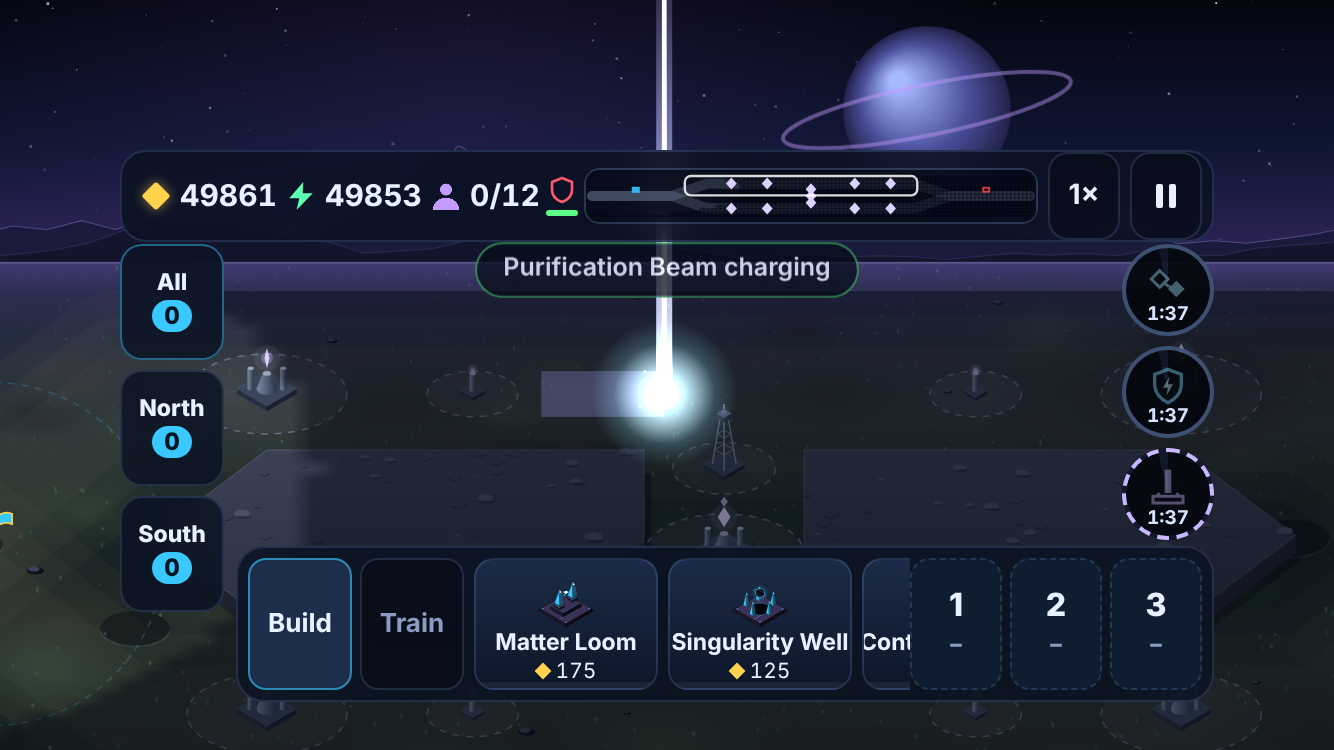 49861 49853 0/12 1×
Purification Beam charging
All
0
North
0
South
0
1:37
1:37
1:37
Build
Train
Matter Loom
175
Singularity Well
125
Cont
1
–
2
–
3
–